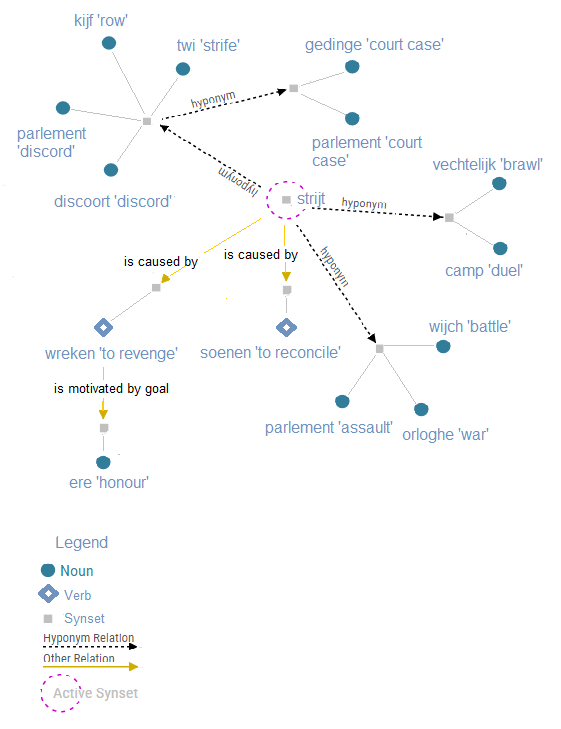 kijf 'row'
twi 'strife'
gedinge 'court case'
hyponym
parlement
'discord'
parlement 'court
case'
discoort 'discord'
hyponym
strijt
hyponym
vechtelijk 'brawl'
camp 'duel'
is caused by
is caused by
hyponym
wijch 'battle'
wreken 'to revenge'
soenen 'to reconcile'
is motivated by goal
parlement 'assault'
orloghe 'war'
ere 'honour'
Legend
Noun
Verb
Synset
Hyponym Relation
Other Relation
Active Synset